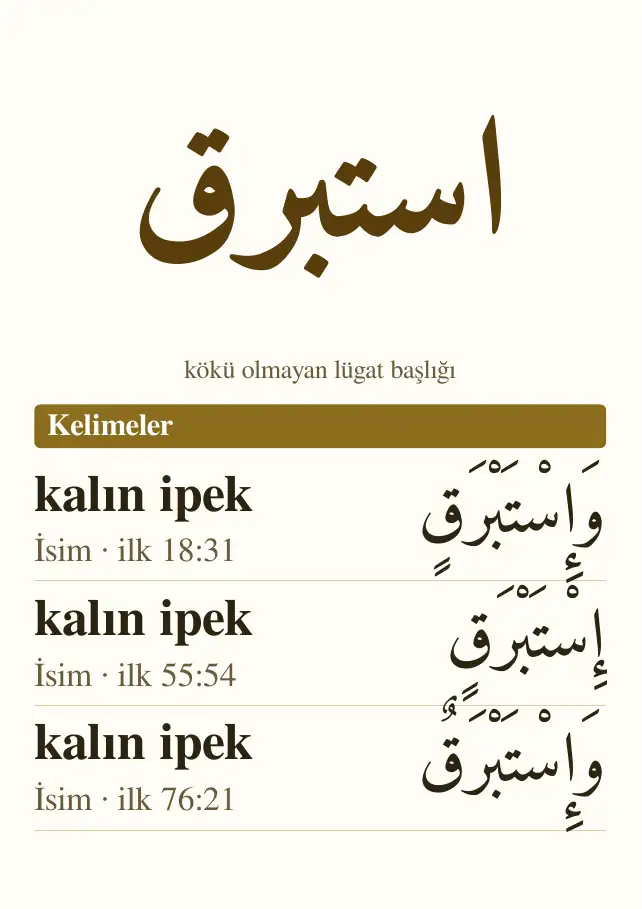 استبرق
kökü olmayan lügat başlığı
Kelimeler
kalın ipek
وَإِسْتَبْرَقٍ
İsim · ilk 18:31
kalın ipek
إِسْتَبْرَقٍ
İsim · ilk 55:54
kalın ipek
وَإِسْتَبْرَقٌ
İsim · ilk 76:21